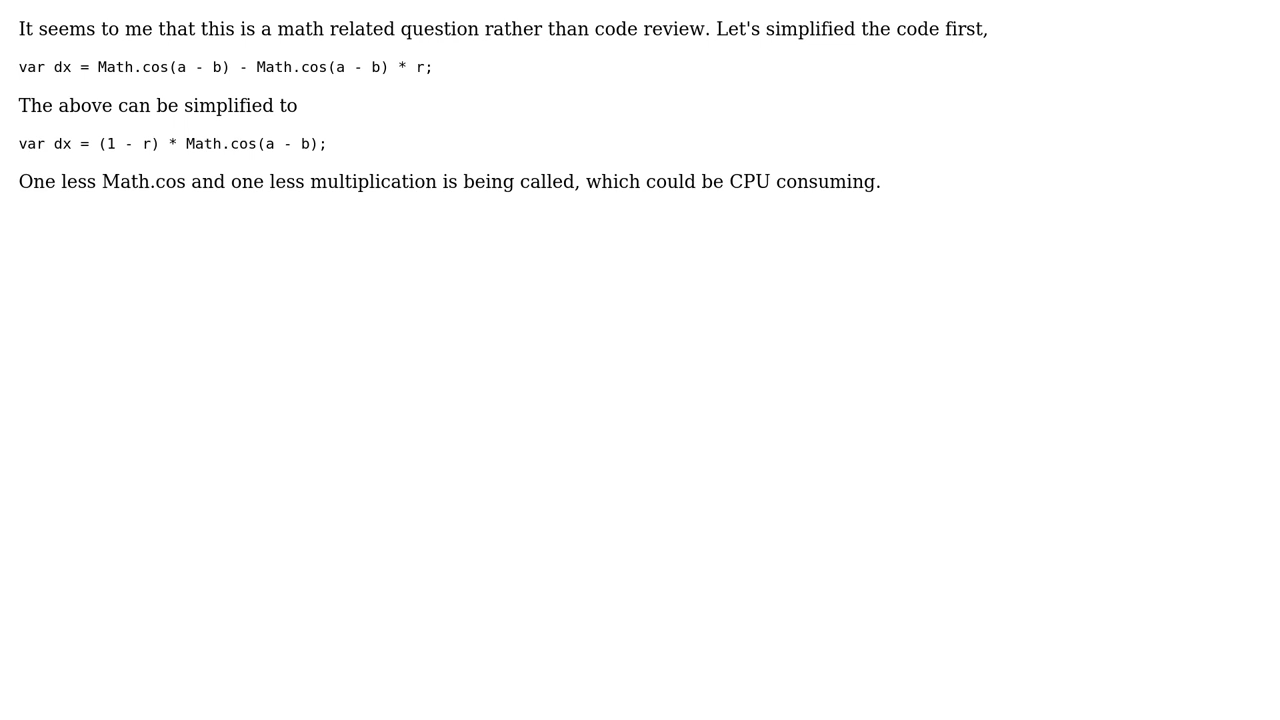 It seems to me that this is a math related question rather than code review. Let's simplified the code first,
var dx = Math.cos(a - b) - Math.cos(a - b) * r;
The above can be simplified to
var dx = (1 - r) * Math.cos(a - b);
One less Math.cos and one less multiplication is being called, which could be CPU consuming.